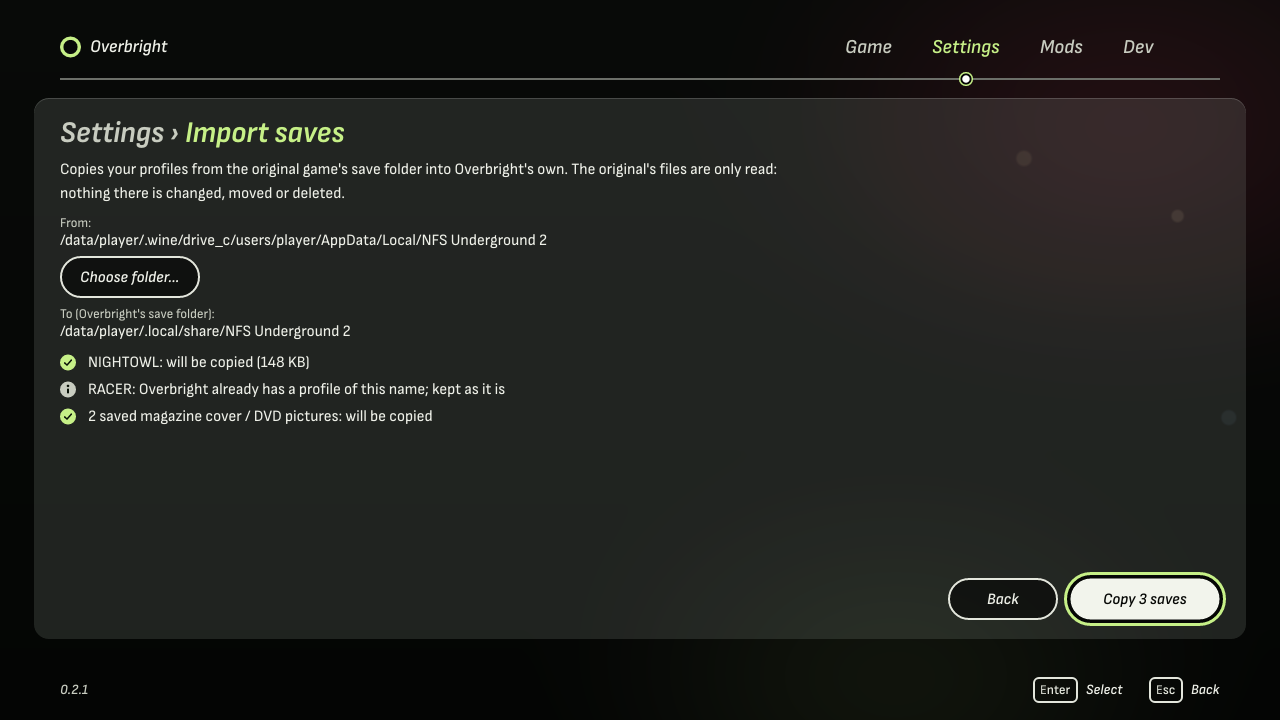 Overbright
Game
Settings
Mods
Dev
Settings › Import saves
Copies your profiles from the original game's save folder into Overbright's own. The original's files are only read:
nothing there is changed, moved or deleted.
From:
/data/player/.wine/drive_c/users/player/AppData/Local/NFS Underground 2
Choose folder...
To (Overbright's save folder):
/data/player/.local/share/NFS Underground 2
NIGHTOWL: will be copied (148 KB)
RACER: Overbright already has a profile of this name; kept as it is
2 saved magazine cover / DVD pictures: will be copied
Back
Copy 3 saves
0.2.1
Enter Select
Esc Back